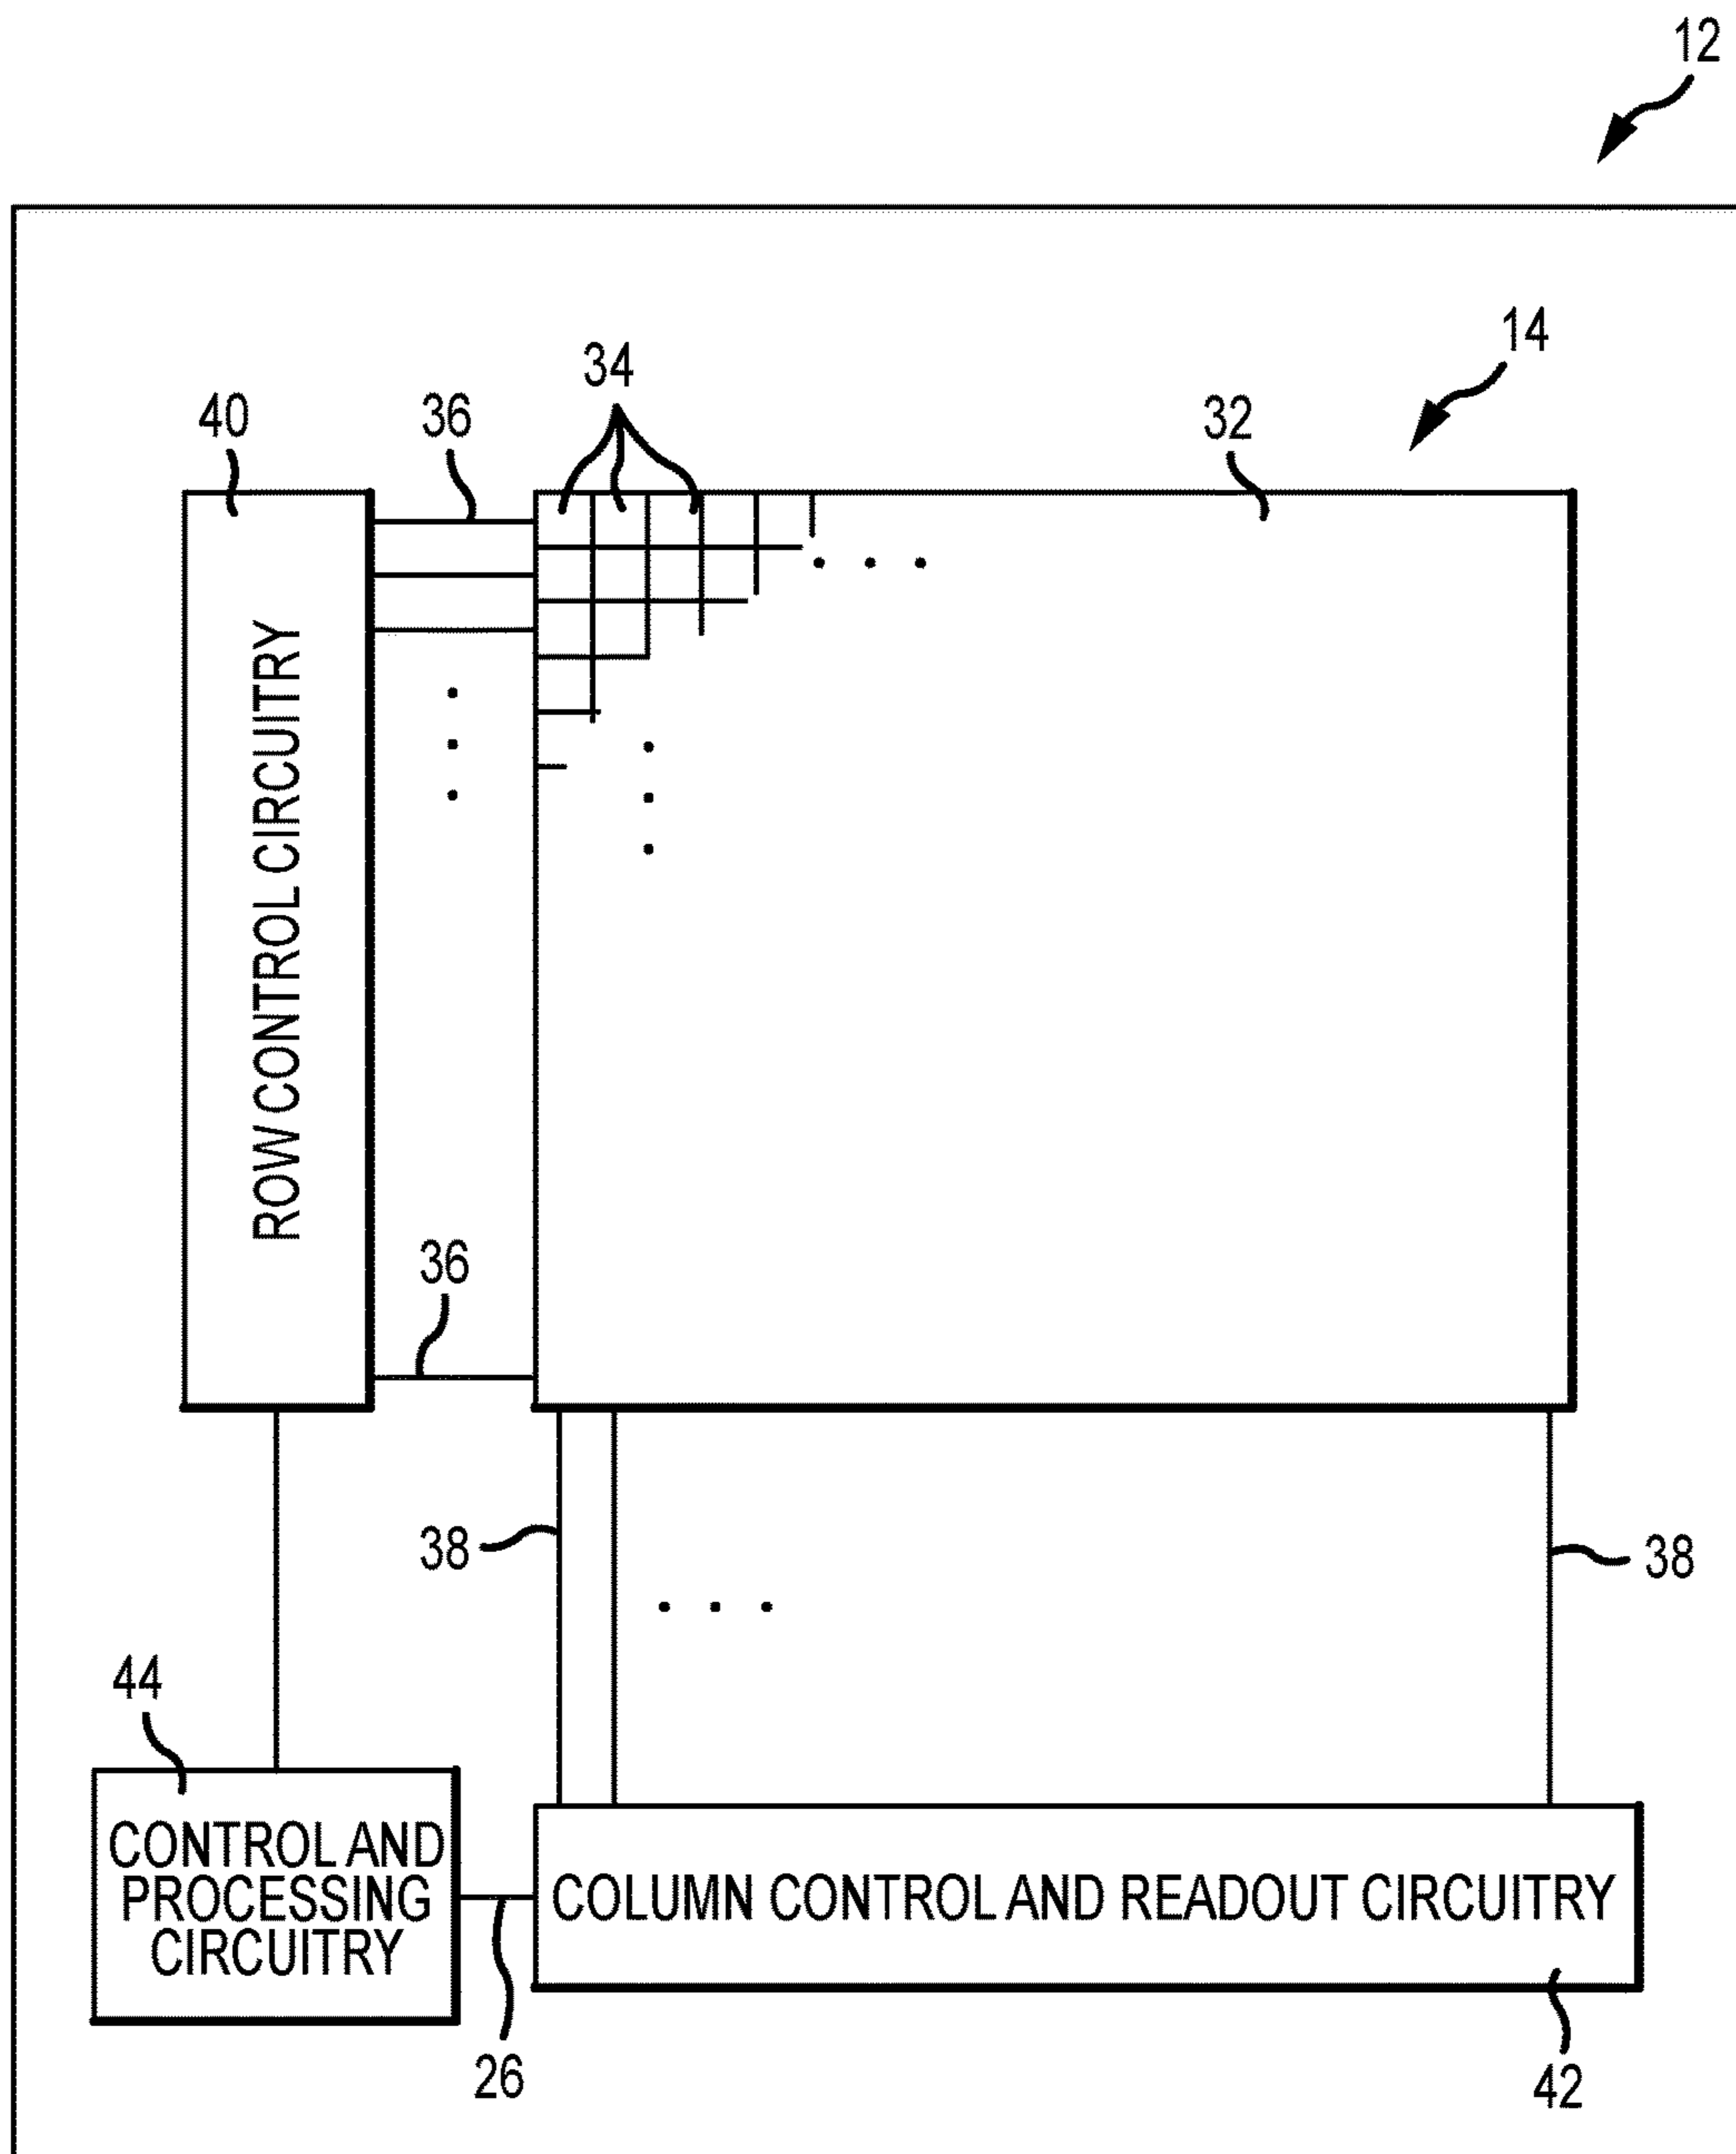 12
14
34
40
36
32
ROW CONTROL CIRCUITRY
36
38
38
44
CONTROL AND
PROCESSING
CIRCUITRY
COLUMN CONTROL AND READOUT CIRCUITRY
26
42